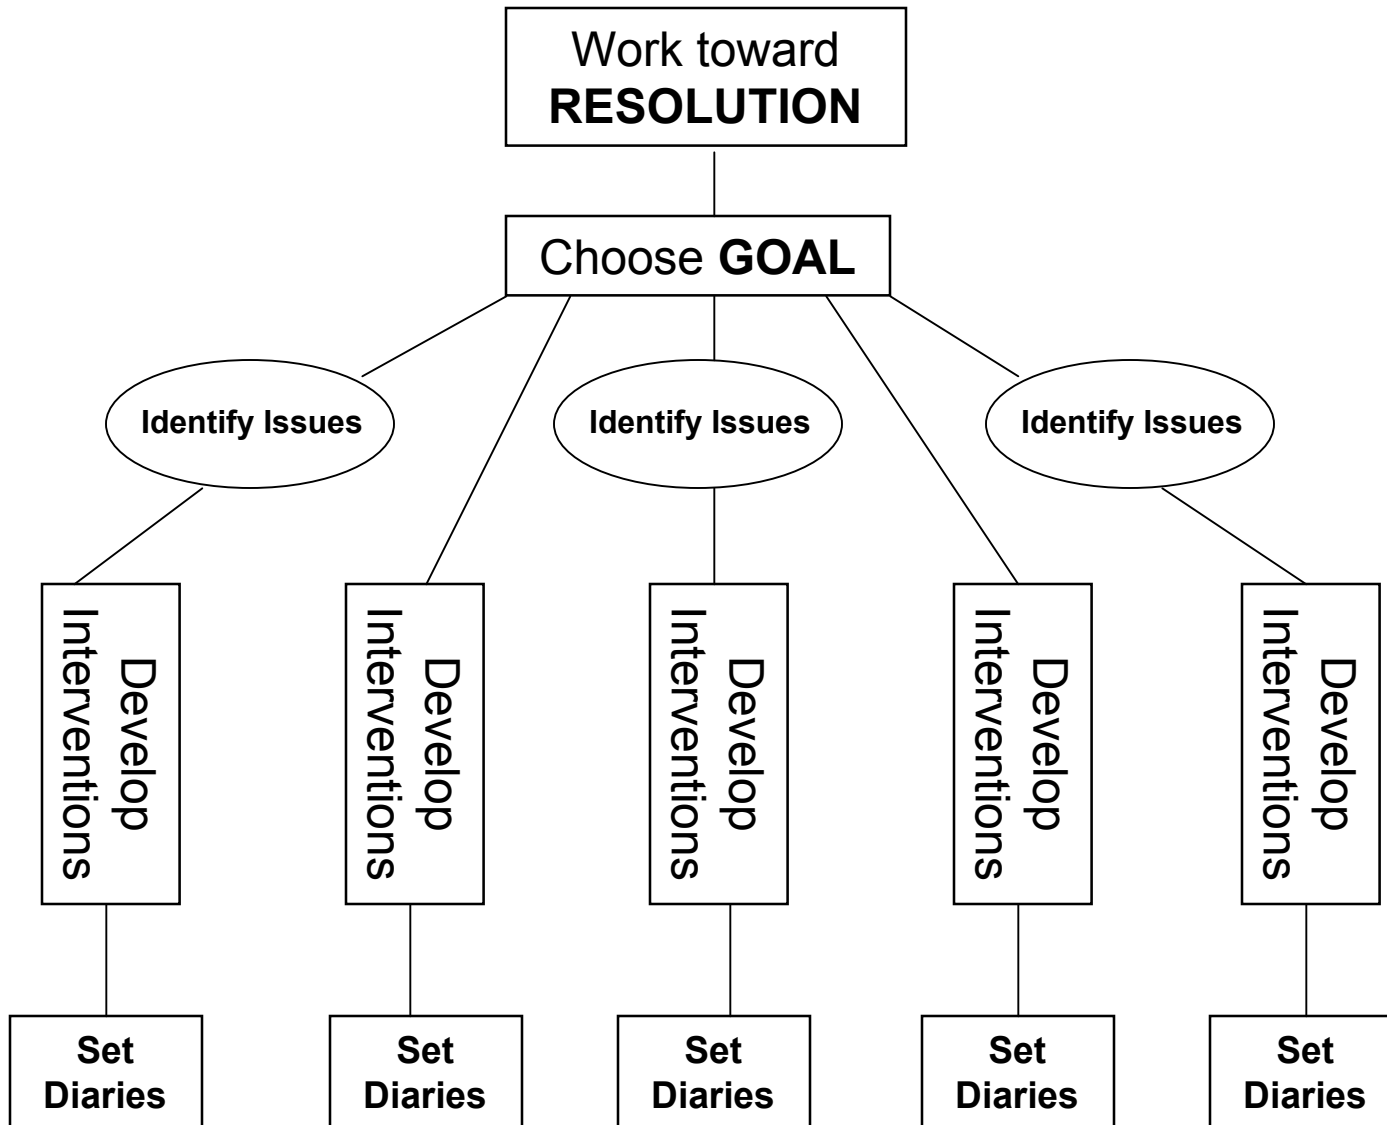 Work toward
RESOLUTION
Choose GOAL
Identify Issues
Identify Issues
Identify Issues
Develop
Interventions
Develop
Interventions
Develop
Interventions
Develop
Interventions
Develop
Interventions
Set
Diaries
Set
Diaries
Set
Diaries
Set
Diaries
Set
Diaries